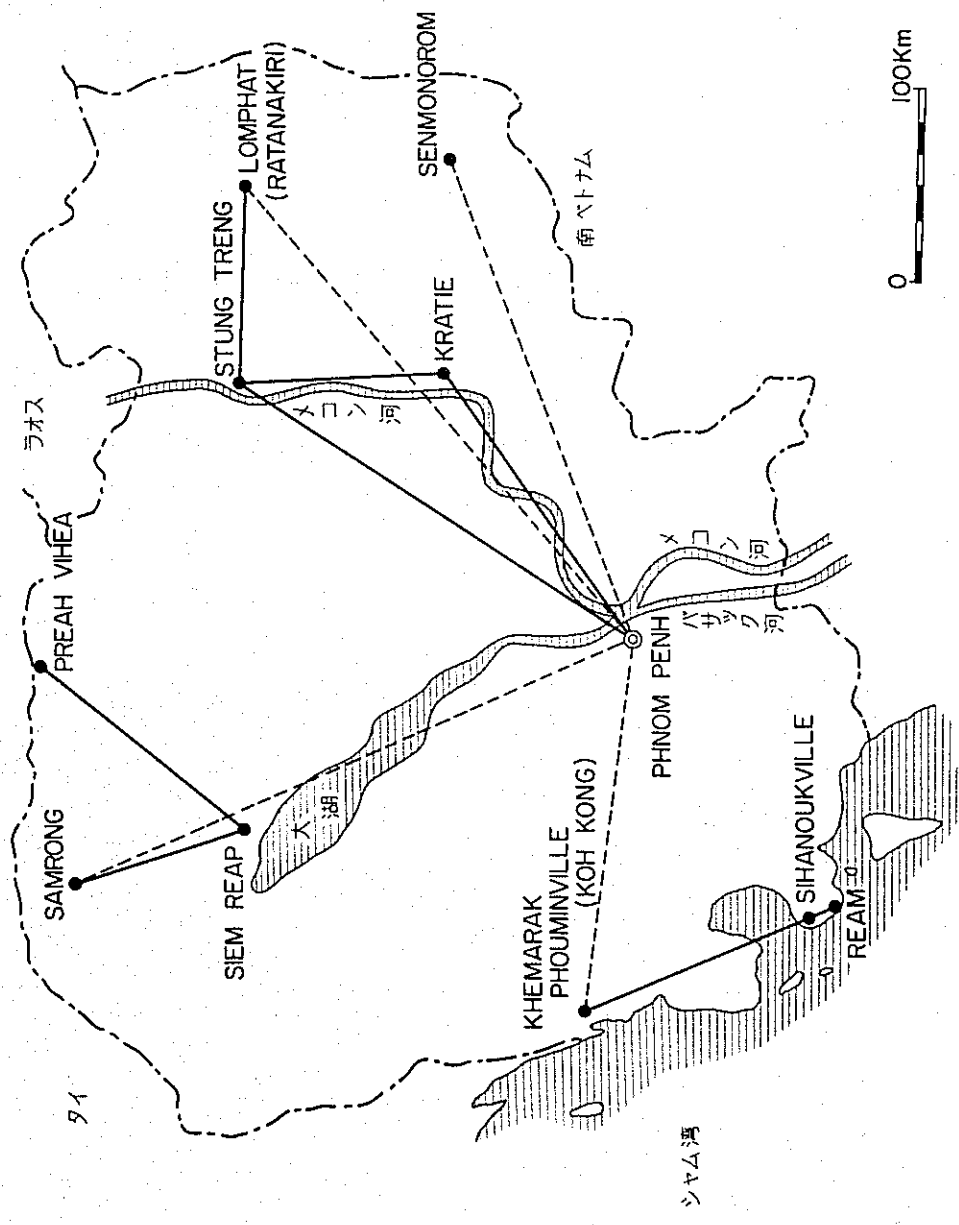 タイ
ラオス
PREAH VIHEA
SAMRONG
SIEM REAP
大湖
STUNG TRENG
LOMPHAT
(RATANAKIRI)
メコン河
KRATIE
SENMONOROM
南ベトナム
KHEMARAK
PHOUMINVILLE
(KOH KONG)
PHNOM PENH
メコン河
バサック河
SIHANOUKVILLE
REAM
シャム湾
0
100Km